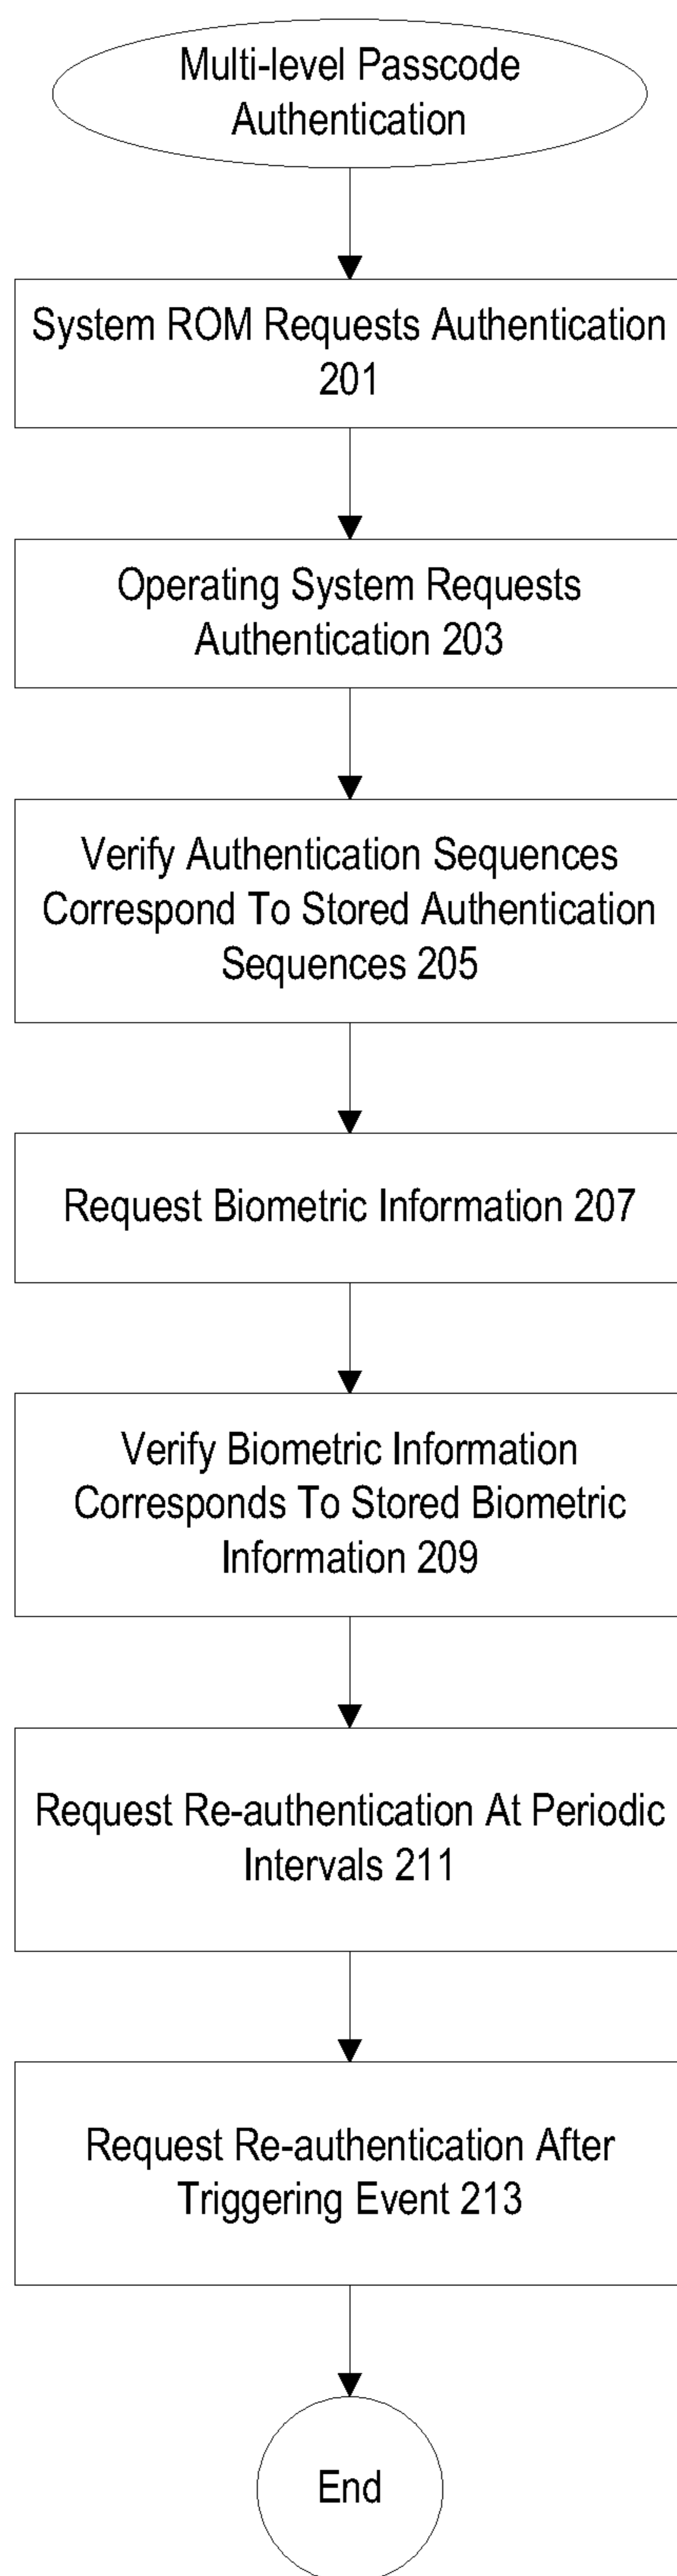 Multi-level Passcode
Authentication
System ROM Requests Authentication
201
Operating System Requests
Authentication 203
Verify Authentication Sequences
Correspond To Stored Authentication
Sequences 205
Request Biometric Information 207
Verify Biometric Information
Corresponds To Stored Biometric
Information 209
Request Re-authentication At Periodic
Intervals 211
Request Re-authentication After
Triggering Event 213
End